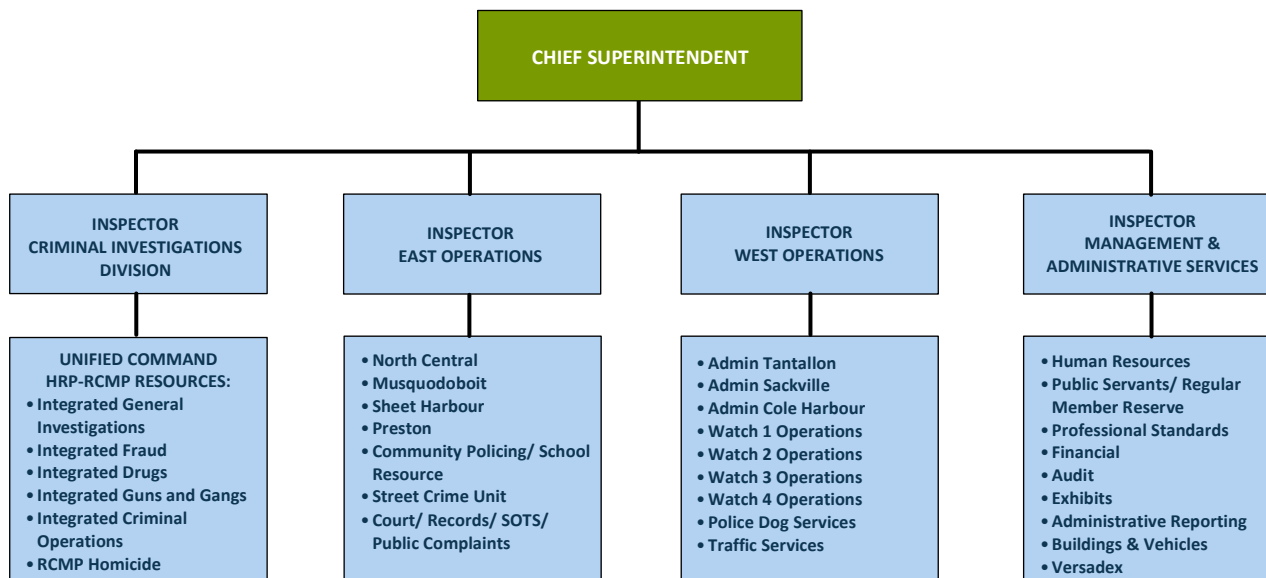 CHIEF SUPERINTENDENT
INSPECTOR
CRIMINAL INVESTIGATIONS
DIVISION
INSPECTOR
EAST OPERATIONS
INSPECTOR
WEST OPERATIONS
INSPECTOR
MANAGEMENT &
ADMINISTRATIVE SERVICES
UNIFIED COMMAND
HRP-RCMP RESOURCES:
• Integrated General
Investigations
• Integrated Fraud
• Integrated Drugs
• Integrated Guns and Gangs
• Integrated Criminal
Operations
• RCMP Homicide
• North Central
• Musquodoboit
• Sheet Harbour
• Preston
• Community Policing/ School
Resource
• Street Crime Unit
• Court/ Records/ SOTS/
Public Complaints
• Admin Tantallon
• Admin Sackville
• Admin Cole Harbour
• Watch 1 Operations
• Watch 2 Operations
• Watch 3 Operations
• Watch 4 Operations
• Police Dog Services
• Traffic Services
• Human Resources
• Public Servants/ Regular
Member Reserve
• Professional Standards
• Financial
• Audit
• Exhibits
• Administrative Reporting
• Buildings & Vehicles
• Versadex